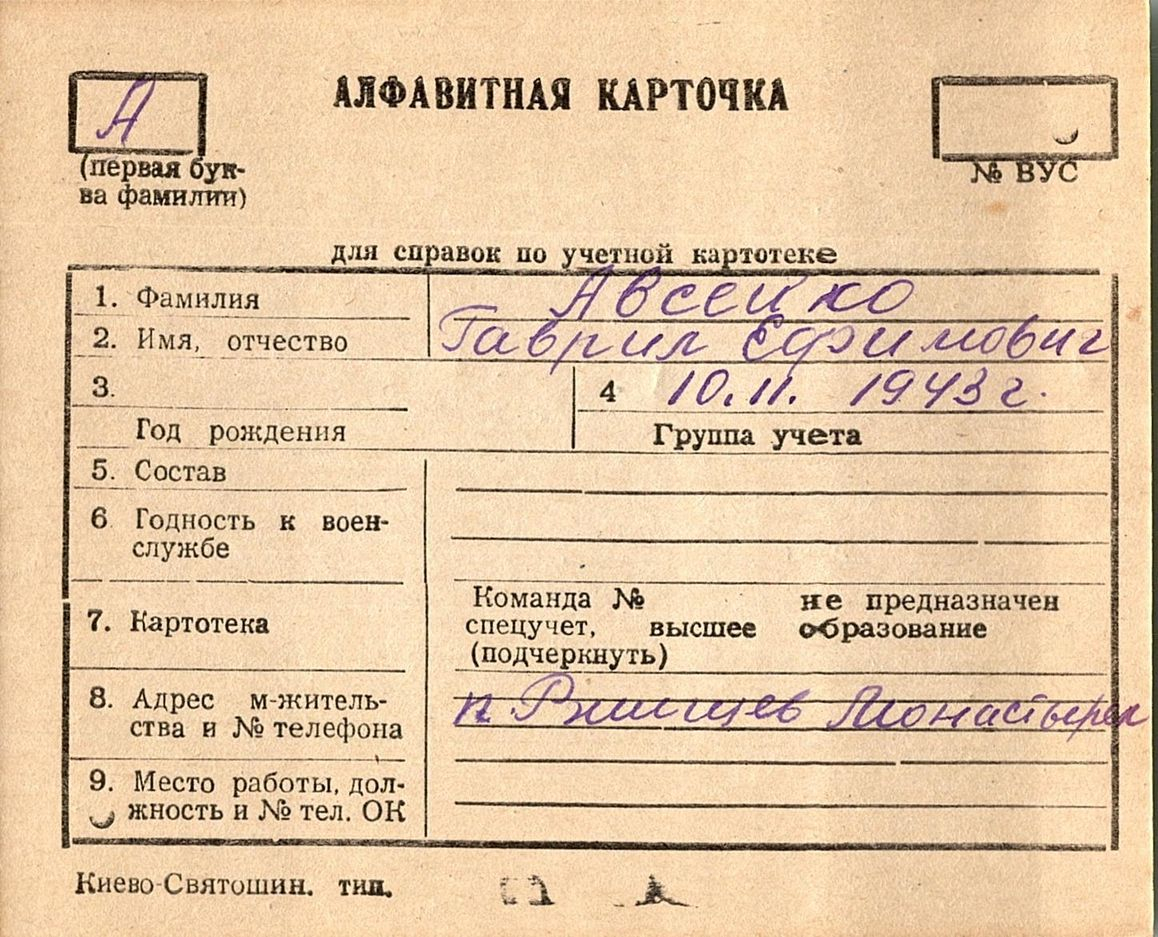 АЛФАВИТНАЯ КАРТОЧКА
А
(первая бук-
ва фамилии)
№ ВУС
для справок по учетной картотеке
1. Фамилия Авсейко
2. Имя, отчество Гаврил Ефимович
3. 4 10.11. 1943 г.
Год рождения Группа учета
5. Состав
6 Годность к воен-
службе
7. Картотека
Команда № не предназначен
спецучет, высшее образование
(подчеркнуть)
8. Адрес м-житель-
ства и № телефона
п. Ржищев Монастырек
9. Место работы, дол-
жность и № тел. ОК
Киево-Святошин. тип.